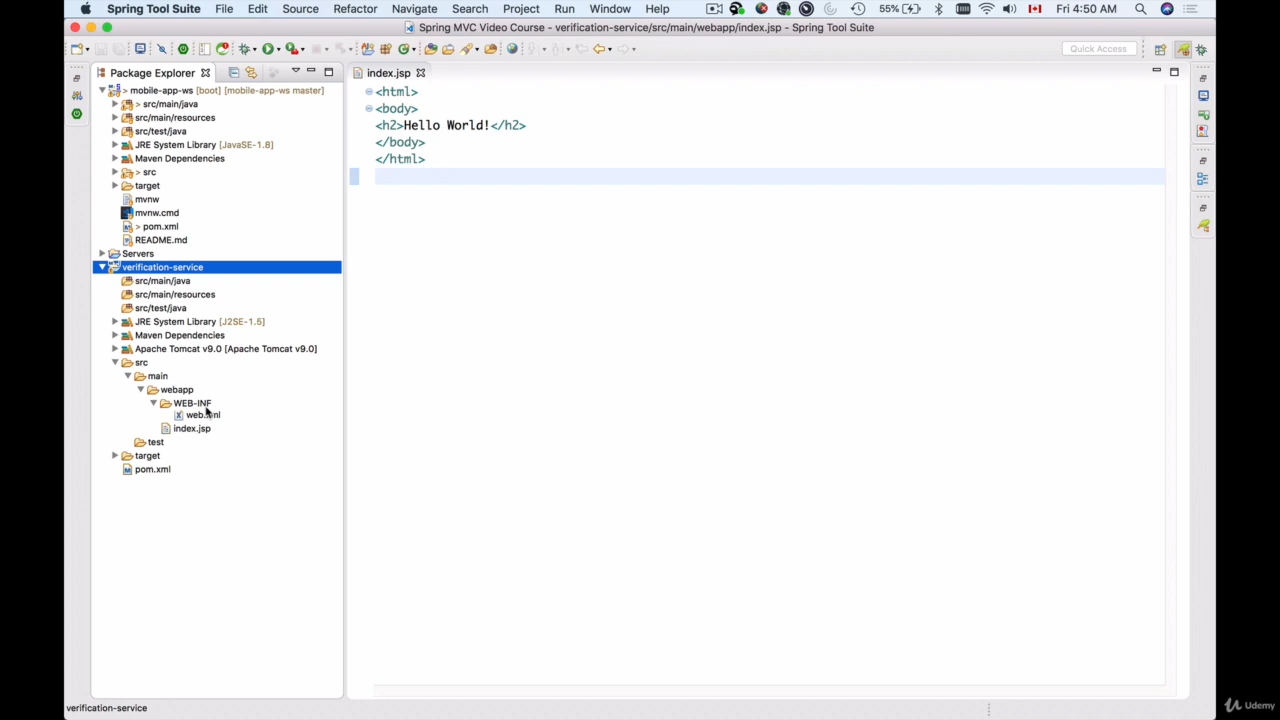 Spring Tool Suite File Edit Source Refactor Navigate Search Project Run Window Help 55% Fri 4:50 AM
Spring MVC Video Course - verification-service/src/main/webapp/index.jsp - Spring Tool Suite
Quick Access
Package Explorer
index.jsp
> mobile-app-ws [boot] [mobile-app-ws master]
> src/main/java
src/main/resources
src/test/java
JRE System Library [JavaSE-1.8]
Maven Dependencies
> src
target
mvnw
mvnw.cmd
> pom.xml
README.md
Servers
verification-service
src/main/java
src/main/resources
src/test/java
JRE System Library [J2SE-1.5]
Maven Dependencies
Apache Tomcat v9.0 [Apache Tomcat v9.0]
src
main
webapp
WEB-INF
web.xml
index.jsp
test
target
pom.xml
<html>
<body>
<h2>Hello World!</h2>
</body>
</html>
verification-service
Udemy